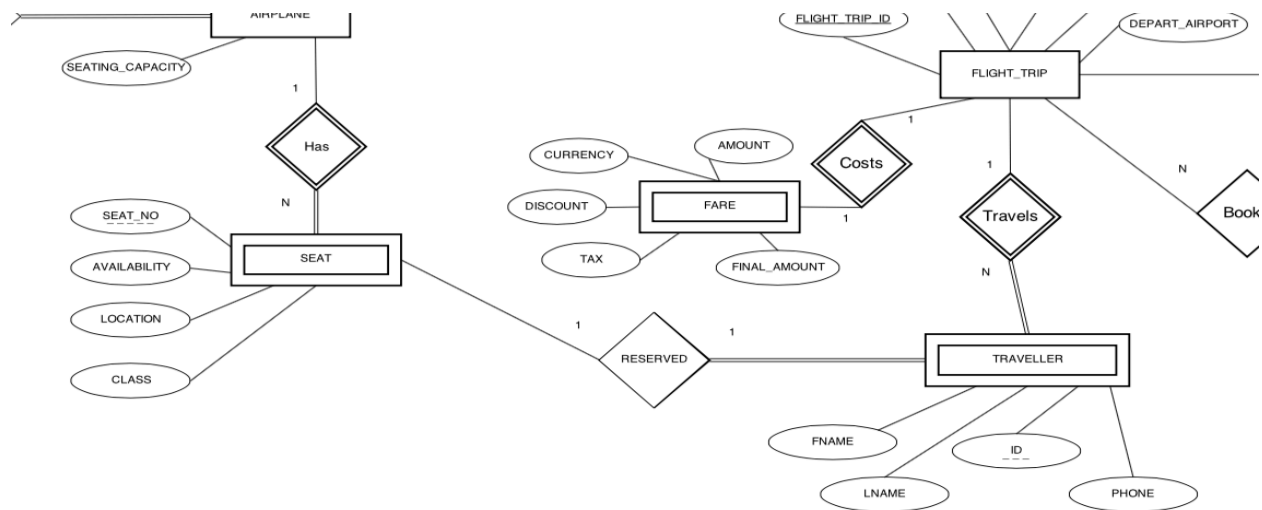 AIRPLANE
FLIGHT_TRIP_ID
DEPART_AIRPORT
SEATING_CAPACITY
FLIGHT_TRIP
1
1
Has
AMOUNT
CURRENCY
Costs
1
N
N
SEAT_NO
DISCOUNT
FARE
1
Travels
Book
SEAT
TAX
FINAL_AMOUNT
AVAILABILITY
N
LOCATION
1
1
RESERVED
TRAVELLER
CLASS
FNAME
ID
LNAME
PHONE